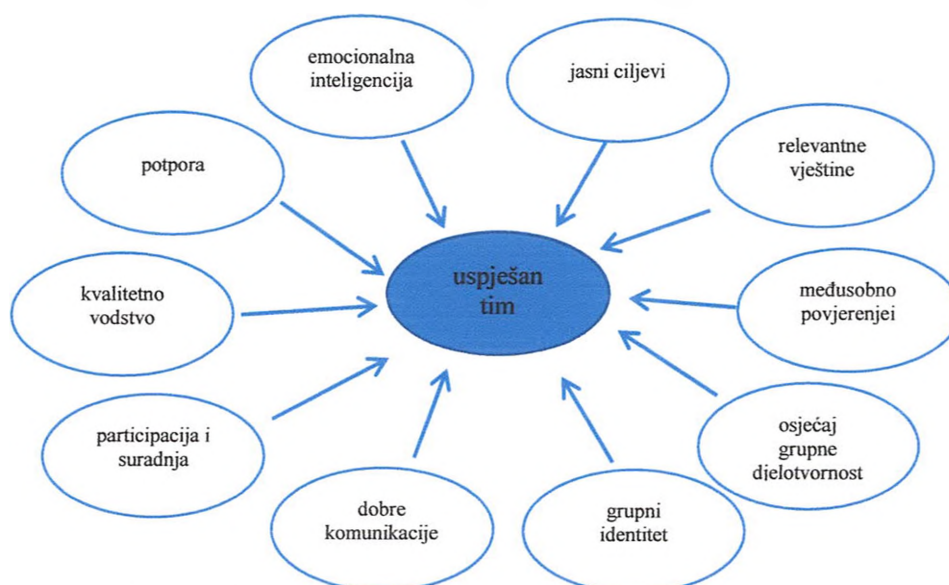 emocionalna
inteligencija
jasni ciljevi
potpora
relevantne
vještine
uspješan
tim
kvalitetno
vodstvo
međusobno
povjerenjei
participacija i
suradnja
osjećaj
grupne
djelotvornost
dobre
komunikacije
grupni
identitet